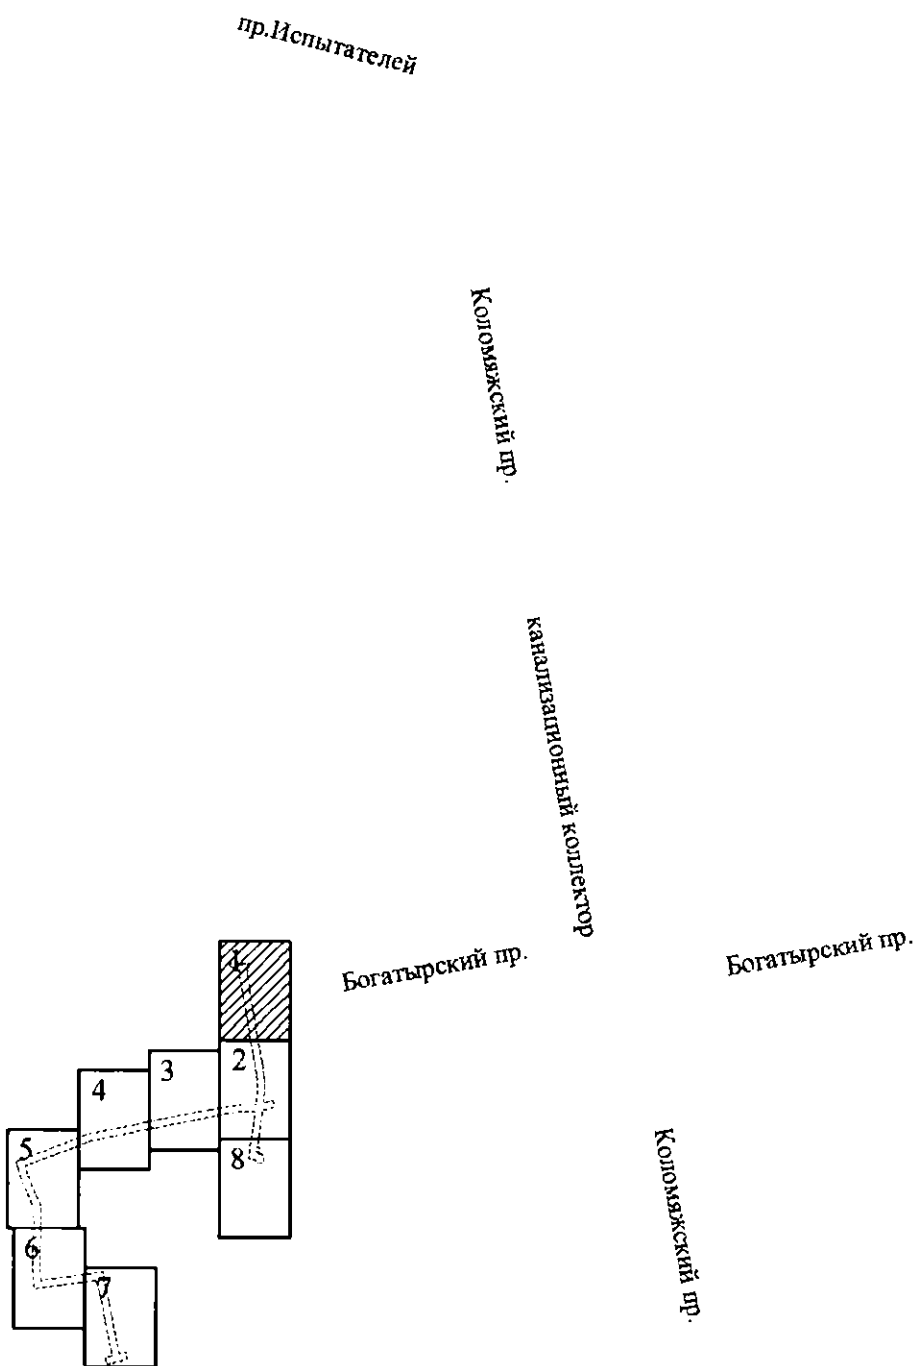 пр.Испытателей
Коломяжский пр.
канализационный коллектор
Богатырский пр.
Богатырский пр.
1
2
3
4
5
6
7
8
Коломяжский пр.